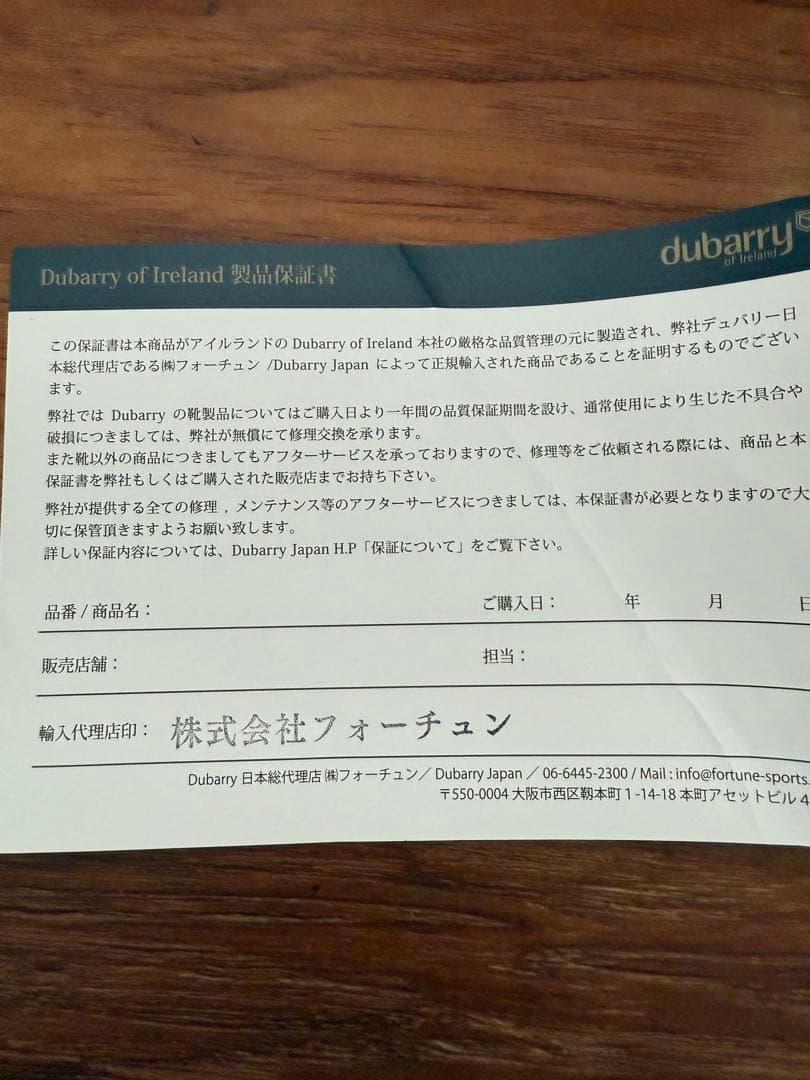 Dubarry of Ireland 製品保証書
dubarry
of Ireland
この保証書は本商品がアイルランドの Dubarry of Ireland 本社の厳格な品質管理の元に製造され、弊社デュバリー日
本総代理店である㈱フォーチュン /Dubarry Japan によって正規輸入された商品であることを証明するものでござい
ます。
弊社では Dubarry の靴製品についてはご購入日より一年間の品質保証期間を設け、通常使用により生じた不具合や
破損につきましては、弊社が無償にて修理交換を承ります。
また靴以外の商品につきましてもアフターサービスを承っておりますので、修理等をご依頼される際には、商品と本
保証書を弊社もしくはご購入された販売店までお持ち下さい。
弊社が提供する全ての修理 , メンテナンス等のアフターサービスにつきましては、本保証書が必要となりますので大
切に保管頂きますようお願い致します。
詳しい保証内容については、Dubarry Japan H.P「保証について」をご覧下さい。
品番 / 商品名： ご購入日： 年 月 日
販売店舗： 担当：
輸入代理店印： 株式会社フォーチュン
Dubarry 日本総代理店 ㈱フォーチュン／ Dubarry Japan ／ 06-6445-2300 / Mail : info@fortune-sports.
〒550-0004 大阪市西区靱本町 1 -14-18 本町アセットビル 4